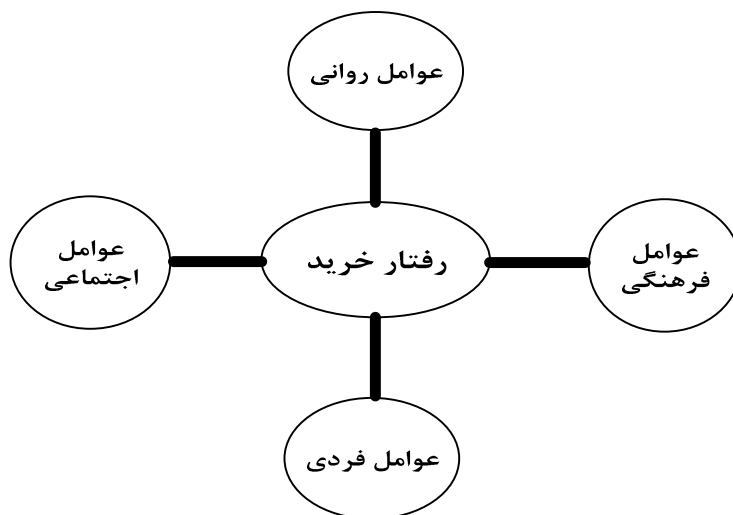 عوامل روانی
عوامل
فرهنگی
رفتار خرید
عوامل
اجتماعی
عوامل فردی